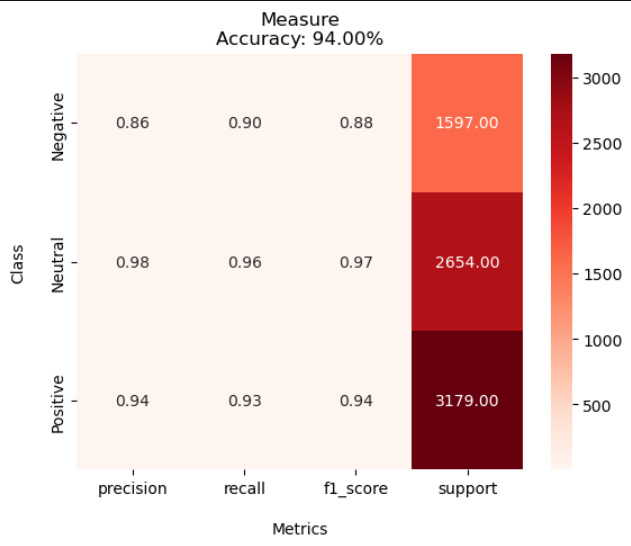 Measure
Accuracy: 94.00%
Negative 0.86 0.90 0.88 1597.00
Neutral 0.98 0.96 0.97 2654.00
Positive 0.94 0.93 0.94 3179.00
Class
precision recall f1_score support
Metrics
3000
2500
2000
1500
1000
500